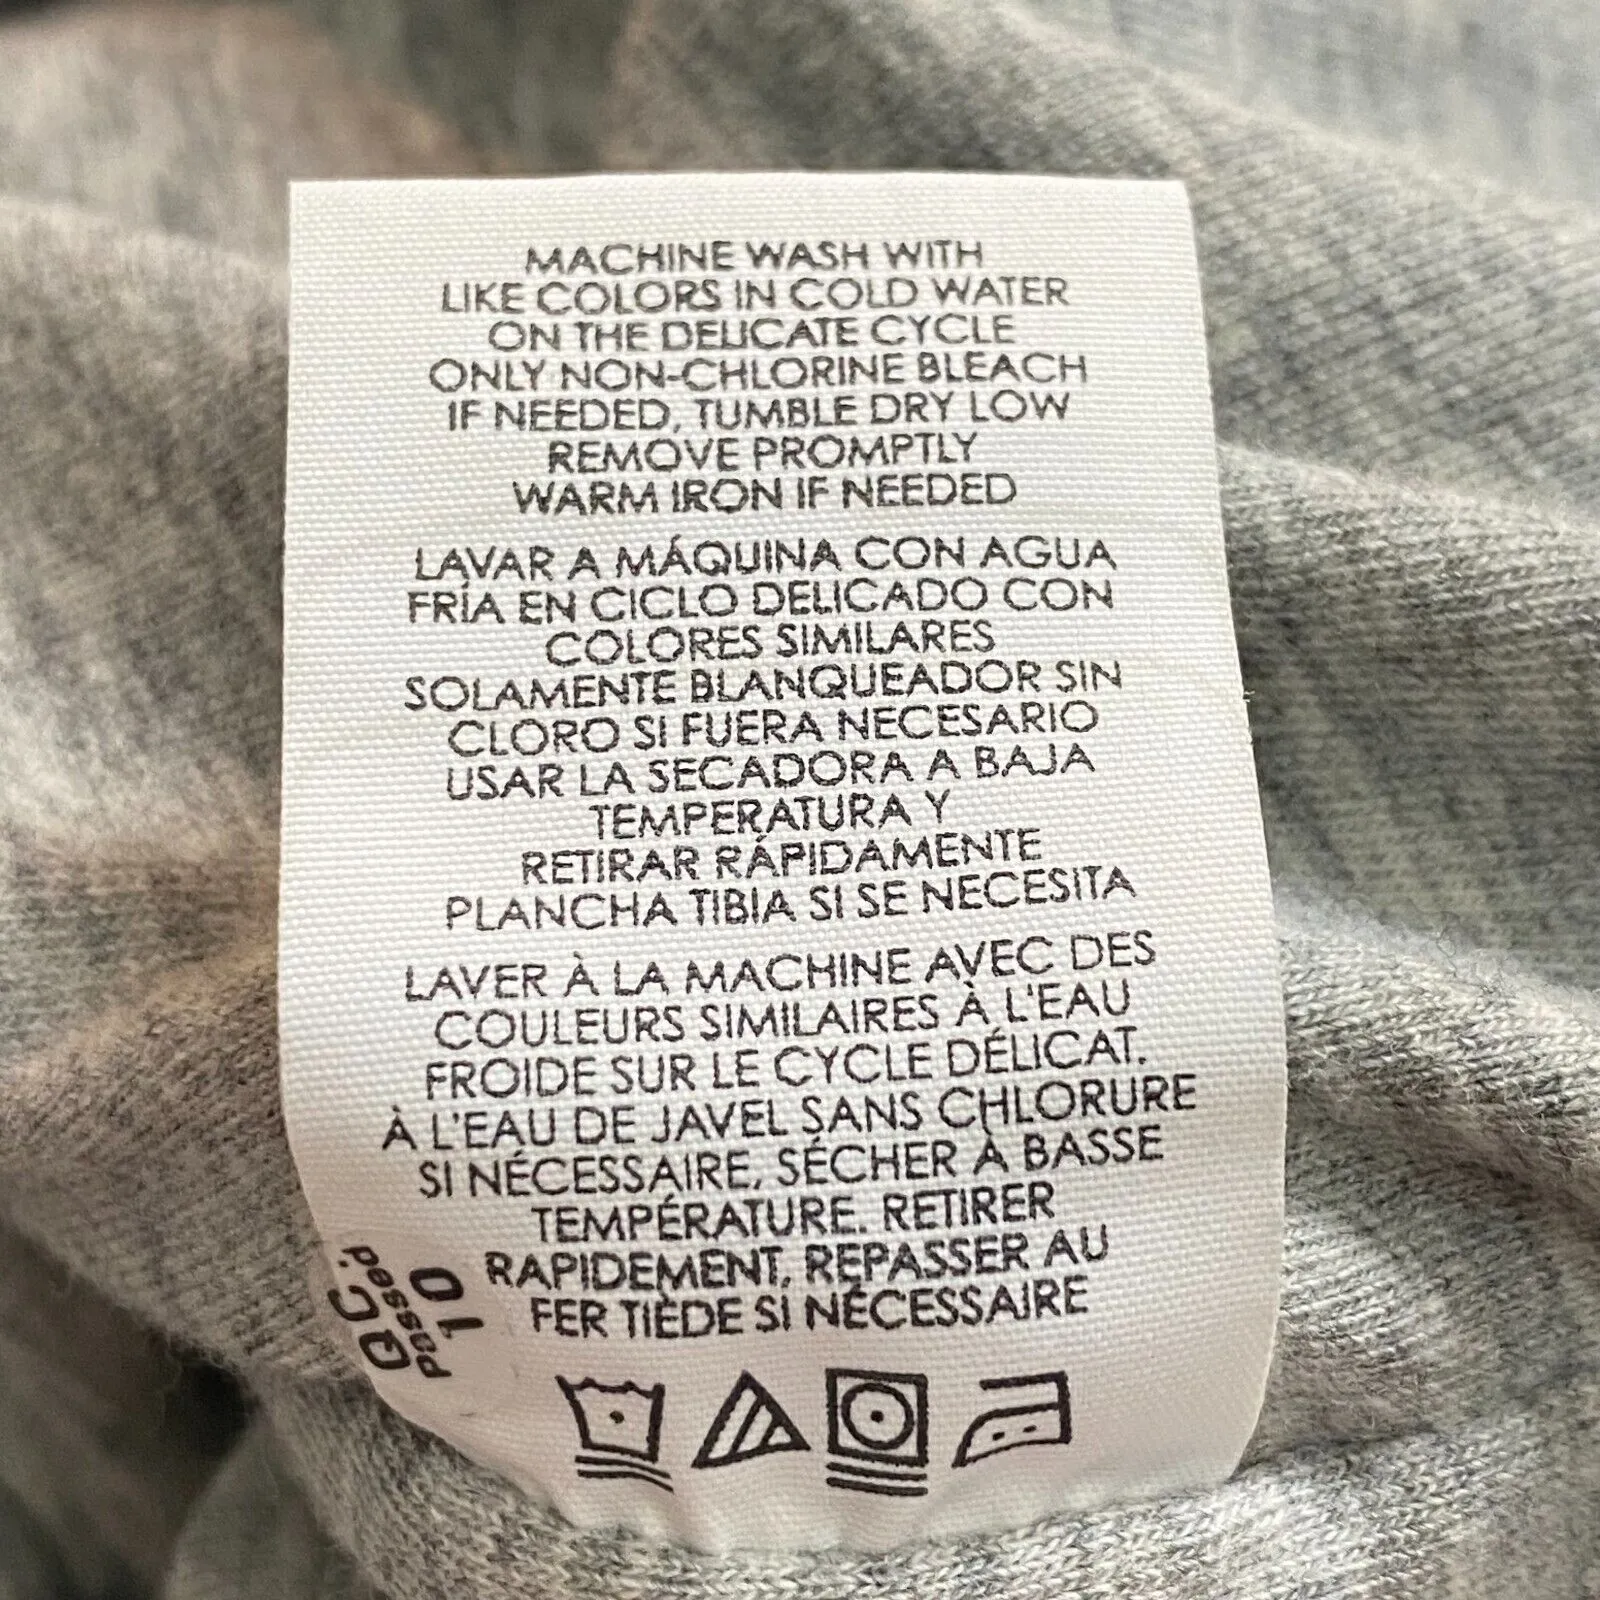 MACHINE WASH WITH
LIKE COLORS IN COLD WATER
ON THE DELICATE CYCLE
ONLY NON-CHLORINE BLEACH
IF NEEDED, TUMBLE DRY LOW
REMOVE PROMPTLY
WARM IRON IF NEEDED
LAVAR A MÁQUINA CON AGUA
FRÍA EN CICLO DELICADO CON
COLORES SIMILARES
SOLAMENTE BLANQUEADOR SIN
CLORO SI FUERA NECESARIO
USAR LA SECADORA A BAJA
TEMPERATURA Y
RETIRAR RÁPIDAMENTE
PLANCHA TIBIA SI SE NECESITA
LAVER À LA MACHINE AVEC DES
COULEURS SIMILAIRES À L'EAU
FROIDE SUR LE CYCLE DÉLICAT.
À L'EAU DE JAVEL SANS CHLORURE
SI NÉCESSAIRE, SÉCHER À BASSE
TEMPÉRATURE. RETIRER
RAPIDEMENT, REPASSER AU
FER TIÈDE SI NÉCESSAIRE
QC.
passed
10